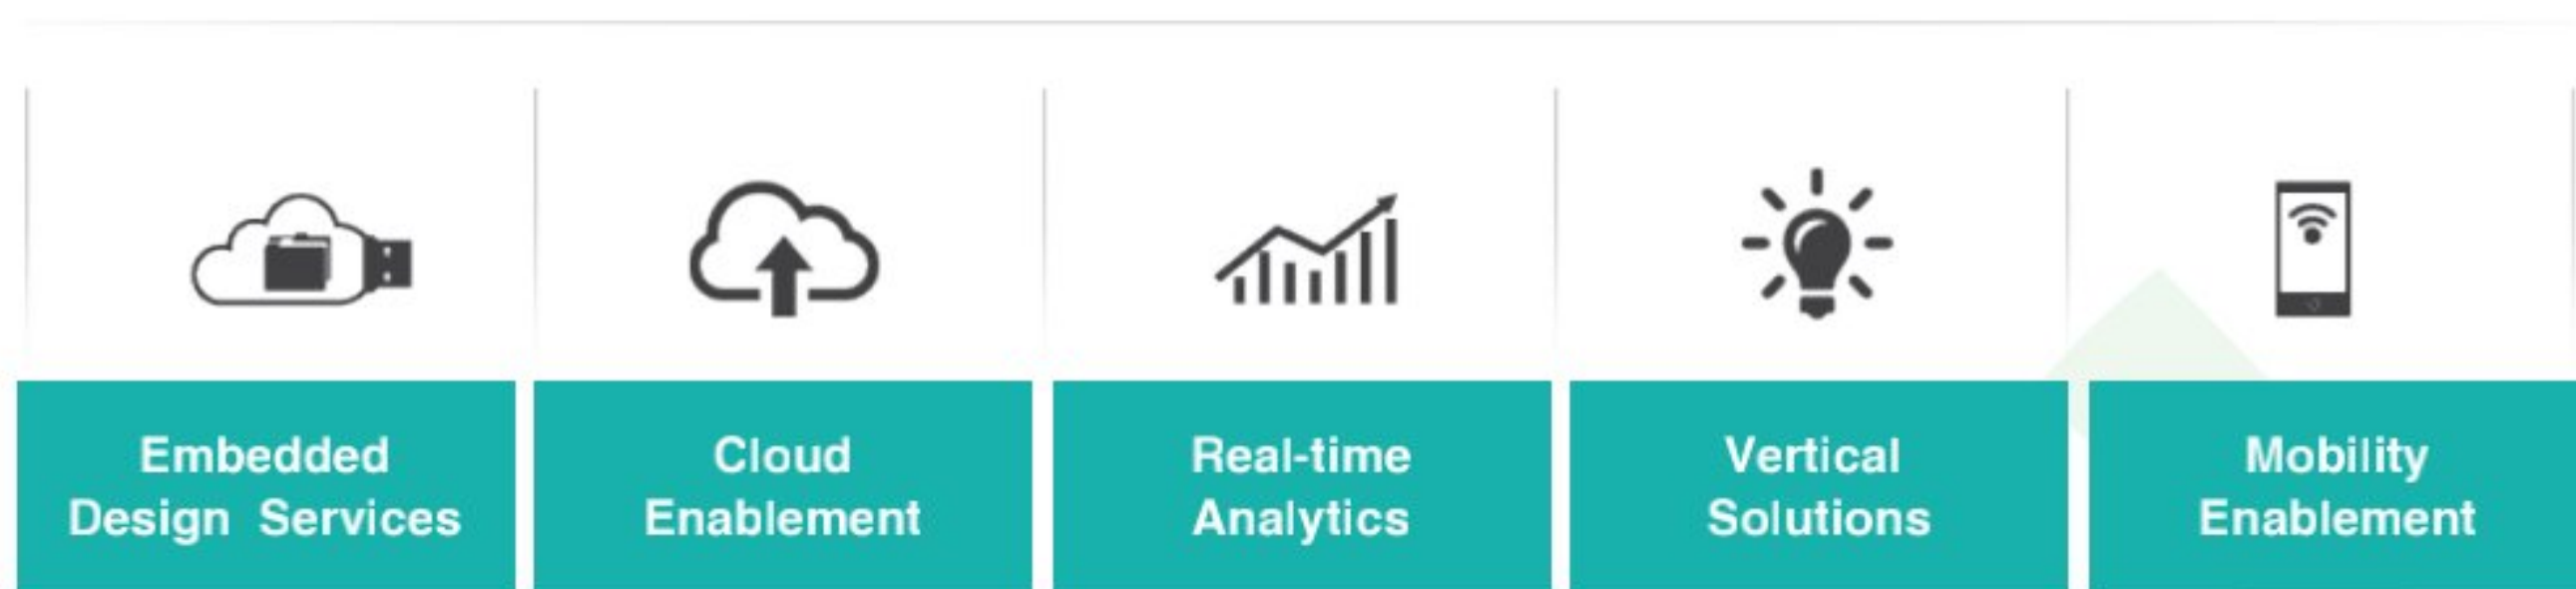 Embedded
Design Services
Cloud
Enablement
Real-time
Analytics
Vertical
Solutions
Mobility
Enablement